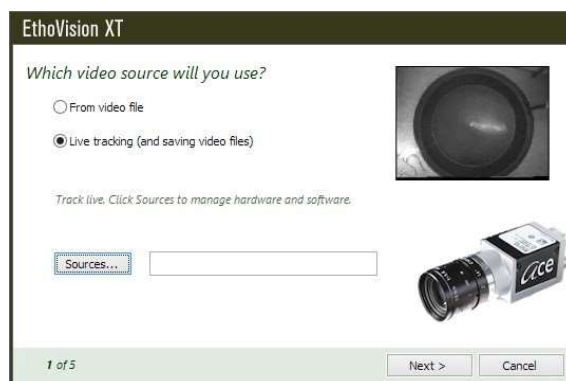 EthoVision XT
Which video source will you use?
From video file
Live tracking (and saving video files)
Track live. Click Sources to manage hardware and software.
Sources...
ace
1 of 5
Next >
Cancel